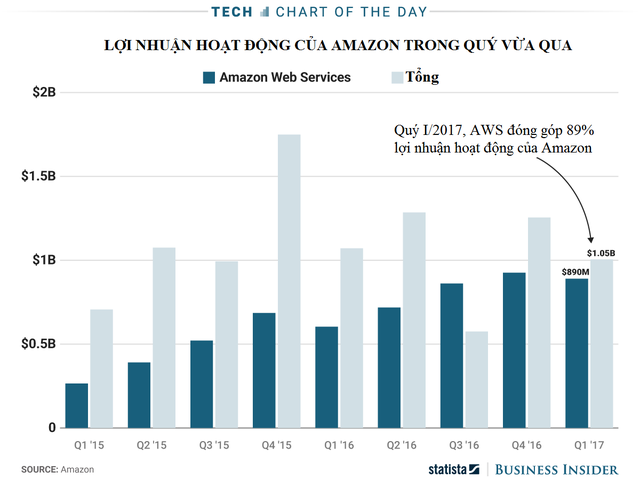 TECH CHART OF THE DAY
LỢI NHUẬN HOẠT ĐỘNG CỦA AMAZON TRONG QUÝ VỪA QUA
Amazon Web Services Tổng
$2B
Quý I/2017, AWS đóng góp 89%
lợi nhuận hoạt động của Amazon
$1.5B
$1B
$1.05B
$890M
$0.5B
0
Q1 '15 Q2 '15 Q3 '15 Q4 '15 Q1 '16 Q2 '16 Q3 '16 Q4 '16 Q1 '17
SOURCE: Amazon statista BUSINESS INSIDER